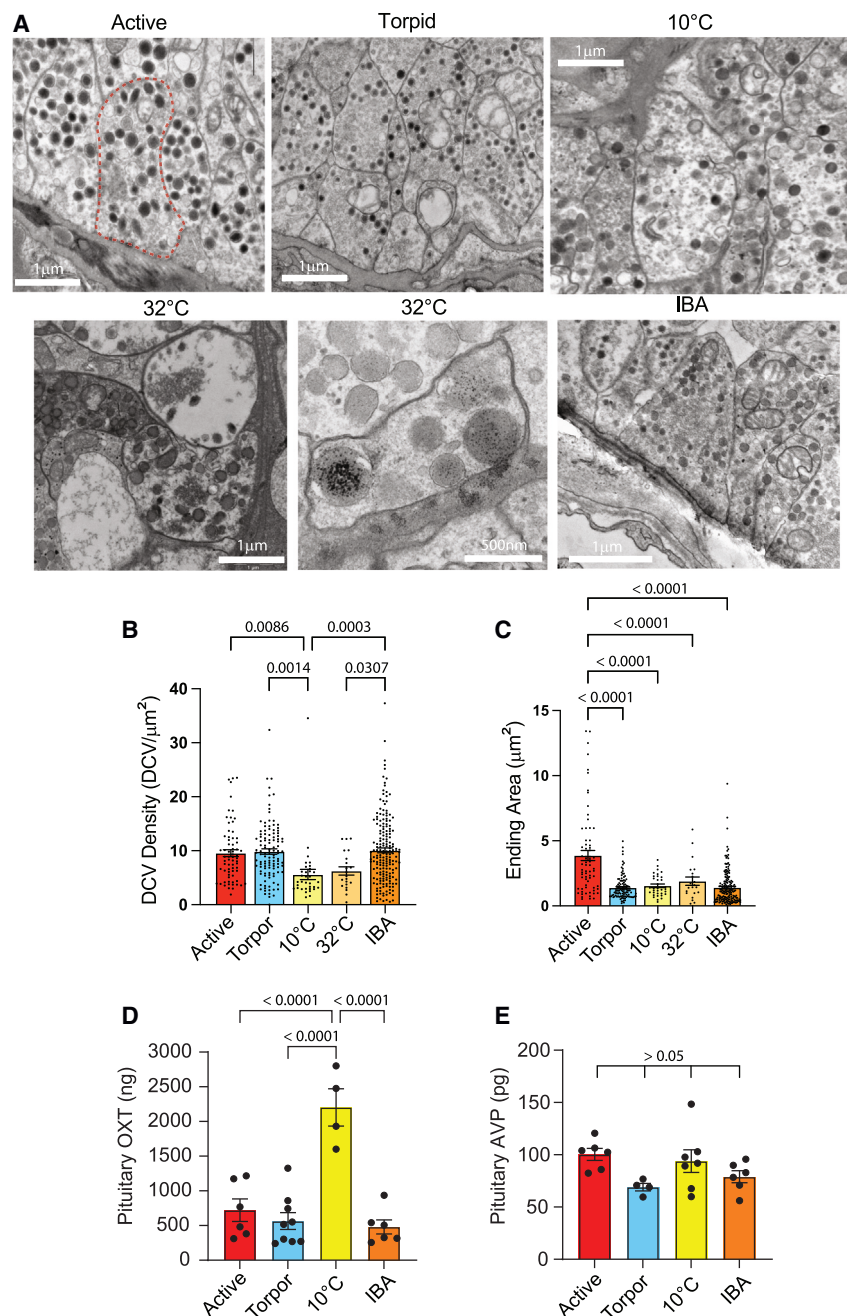 A
Active
Torpid
10°C
1μm
1μm
1μm
32°C
32°C
IBA
1μm
1 μm
500nm
1μm
B
0.0086
0.0003
0.0014
0.0307
DCV Density (DCV/μm²)
40
30
20
10
0
Active
Torpor
10°C
32°C
IBA
C
< 0.0001
< 0.0001
< 0.0001
< 0.0001
Ending Area (μm²)
15
10
5
0
Active
Torpor
10°C
32°C
IBA
D
< 0.0001
< 0.0001
< 0.0001
Pituitary OXT (ng)
3000
2500
2000
1500
1000
500
0
Active
Torpor
10°C
IBA
E
> 0.05
Pituitary AVP (pg)
200
150
100
50
0
Active
Torpor
10°C
IBA